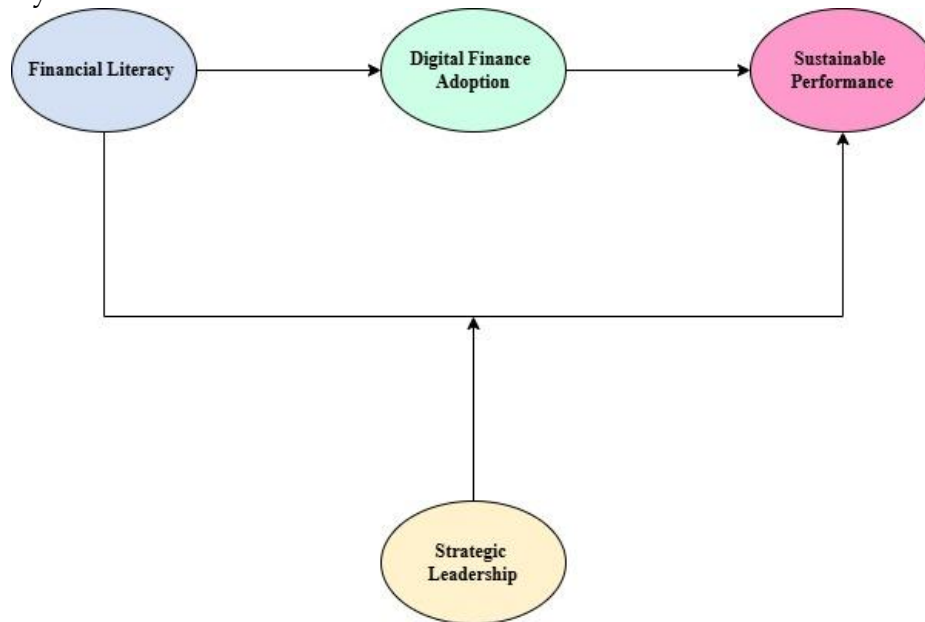 Financial Literacy
Digital Finance
Adoption
Sustainable
Performance
Strategic
Leadership